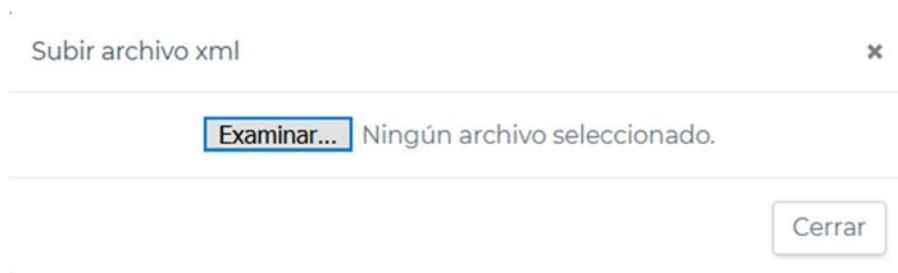 Subir archivo xml ×
Examinar... Ningún archivo seleccionado.
Cerrar